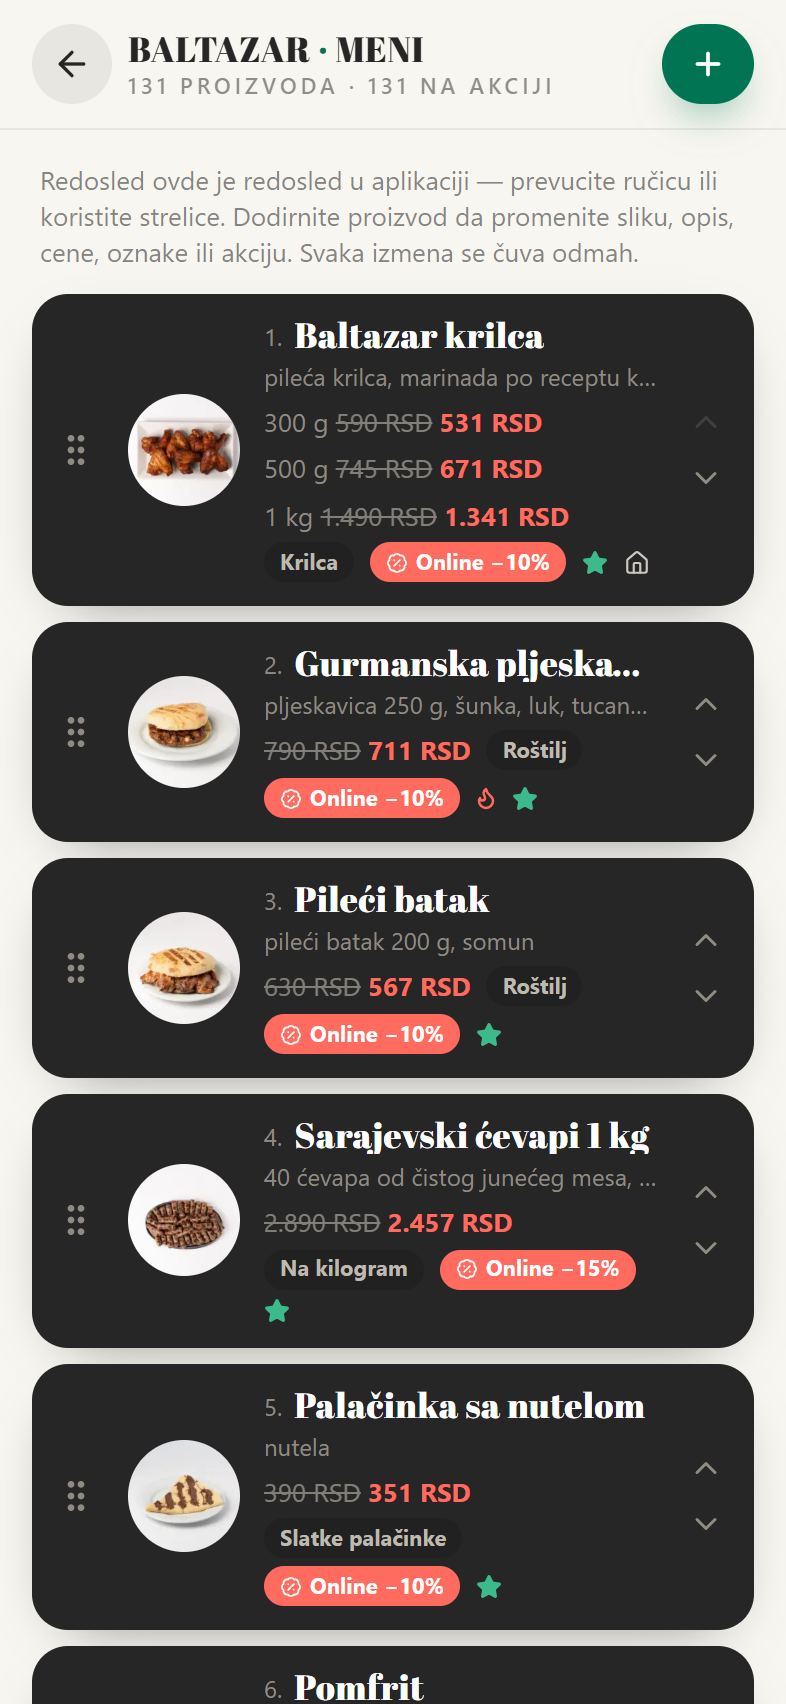 BALTAZAR · MENI
131 PROIZVODA · 131 NA AKCIJI
Redosled ovde je redosled u aplikaciji — prevucite ručicu ili
koristite strelice. Dodirnite proizvod da promenite sliku, opis,
cene, oznake ili akciju. Svaka izmena se čuva odmah.
1. Baltazar krilca
pileća krilca, marinada po receptu k...
300 g 590 RSD 531 RSD
500 g 745 RSD 671 RSD
1 kg 1.490 RSD 1.341 RSD
Krilca Online –10%
2. Gurmanska pljeska...
pljeskavica 250 g, šunka, luk, tucan...
790 RSD 711 RSD Roštilj
Online –10%
3. Pileći batak
pileći batak 200 g, somun
630 RSD 567 RSD Roštilj
Online –10%
4. Sarajevski ćevapi 1 kg
40 ćevapa od čistog junećeg mesa, ...
2.890 RSD 2.457 RSD
Na kilogram Online –15%
5. Palačinka sa nutelom
nutela
390 RSD 351 RSD
Slatke palačinke
Online –10%
6. Pomfrit